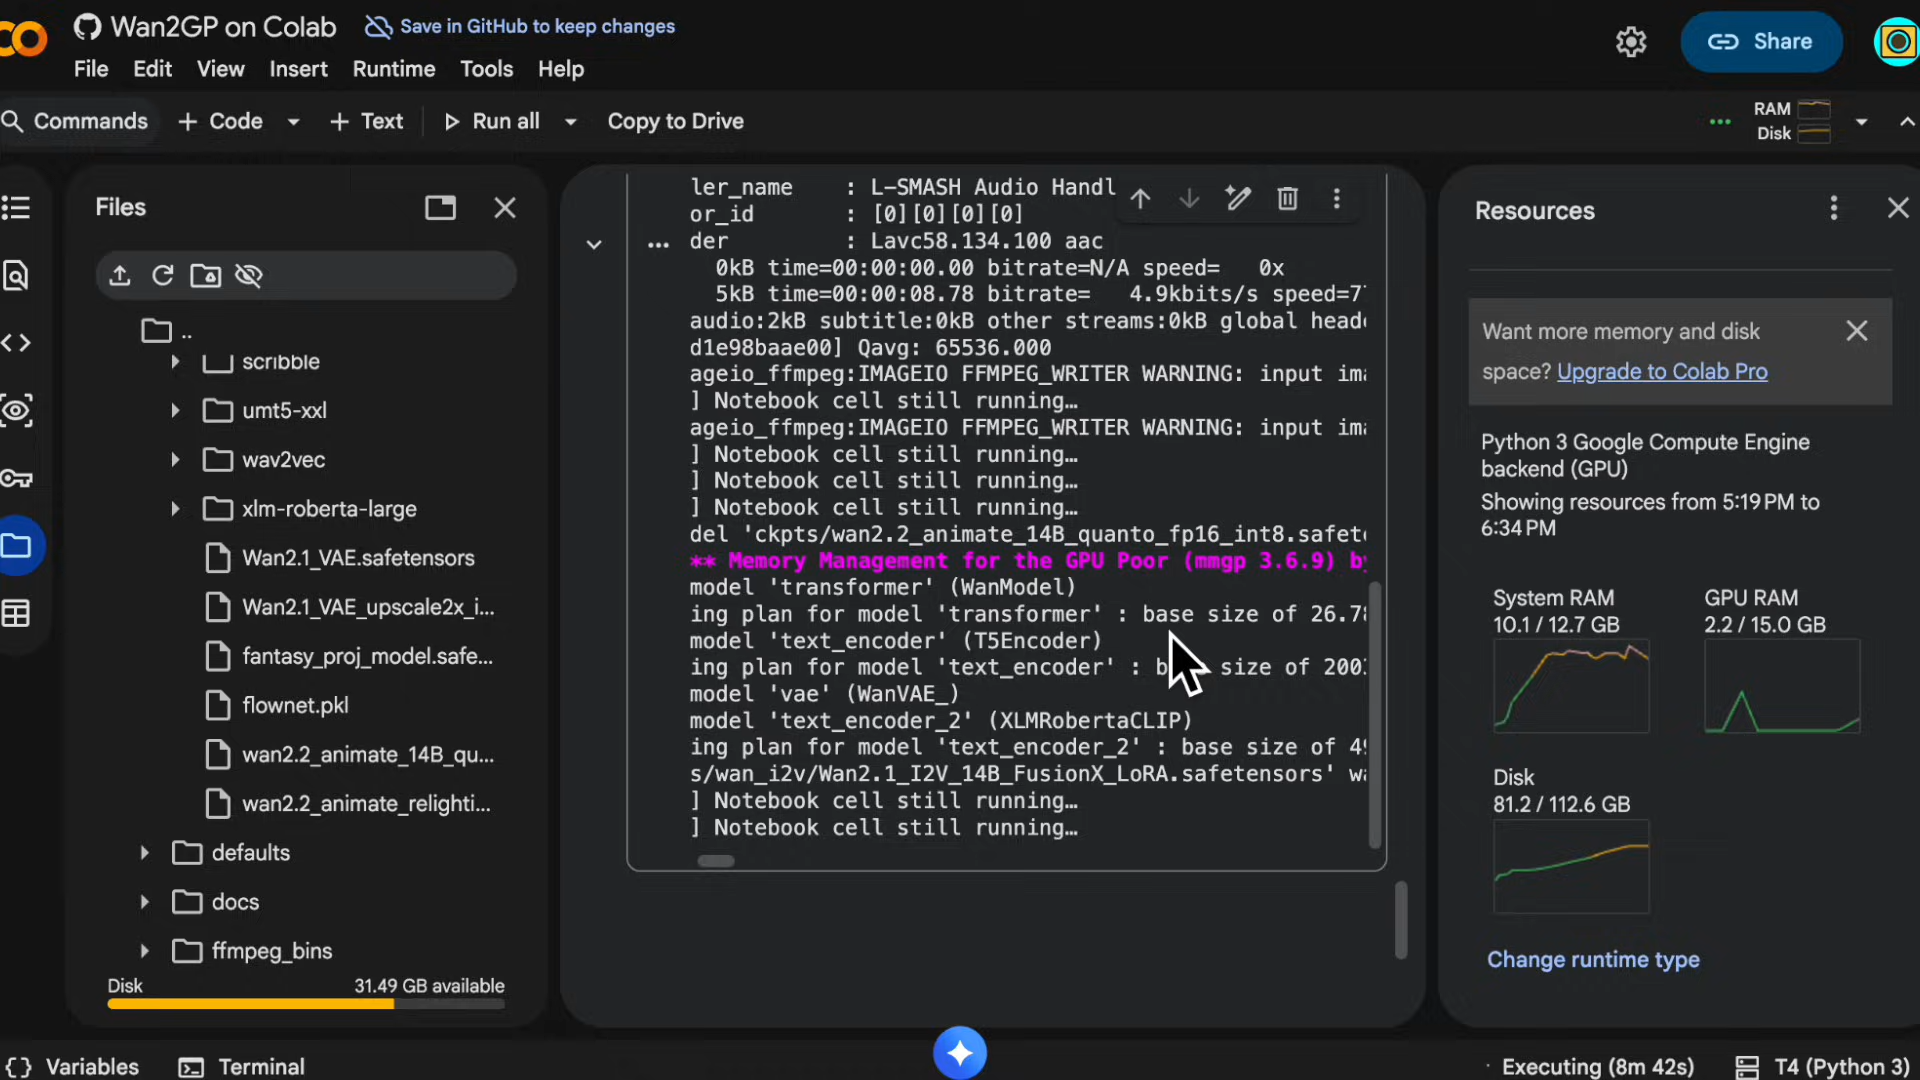 Wan2GP on Colab
Save in GitHub to keep changes
Share
File Edit View Insert Runtime Tools Help
Commands
+ Code
+ Text
Run all
Copy to Drive
RAM
Disk
Files
..
scribble
umt5-xxl
wav2vec
xlm-roberta-large
Wan2.1_VAE.safetensors
Wan2.1_VAE_upscale2x_i...
fantasy_proj_model.safe...
flownet.pkl
wan2.2_animate_14B_qu...
wan2.2_animate_relighti...
defaults
docs
ffmpeg_bins
Disk
31.49 GB available
ler_name : L-SMASH Audio Handl
or_id : [0][0][0][0]
der : Lavc58.134.100 aac
0kB time=00:00:00.00 bitrate=N/A speed= 0x
5kB time=00:00:08.78 bitrate= 4.9kbits/s speed=7
audio:2kB subtitle:0kB other streams:0kB global head
d1e98baae00] Qavg: 65536.000
ageio_ffmpeg:IMAGEIO FFMPEG_WRITER WARNING: input im
] Notebook cell still running…
ageio_ffmpeg:IMAGEIO FFMPEG_WRITER WARNING: input im
] Notebook cell still running…
] Notebook cell still running…
] Notebook cell still running…
del 'ckpts/wan2.2_animate_14B_quanto_fp16_int8.safet
** Memory Management for the GPU Poor (mmgp 3.6.9) by
model 'transformer' (WanModel)
ing plan for model 'transformer' : base size of 26.78
model 'text_encoder' (T5Encoder)
ing plan for model 'text_encoder' : size of 200
model 'vae' (WanVAE_)
model 'text_encoder_2' (XLMRobertaCLIP)
ing plan for model 'text_encoder_2' : base size of 49
s/wan_i2v/Wan2.1_I2V_14B_FusionX_LoRA.safetensors' wa
] Notebook cell still running…
] Notebook cell still running…
Resources
Want more memory and disk
space? Upgrade to Colab Pro
Python 3 Google Compute Engine
backend (GPU)
Showing resources from 5:19 PM to
6:34 PM
System RAM
10.1 / 12.7 GB
GPU RAM
2.2 / 15.0 GB
Disk
81.2 / 112.6 GB
Change runtime type
Variables
Terminal
Executing (8m 42s)
T4 (Python 3)